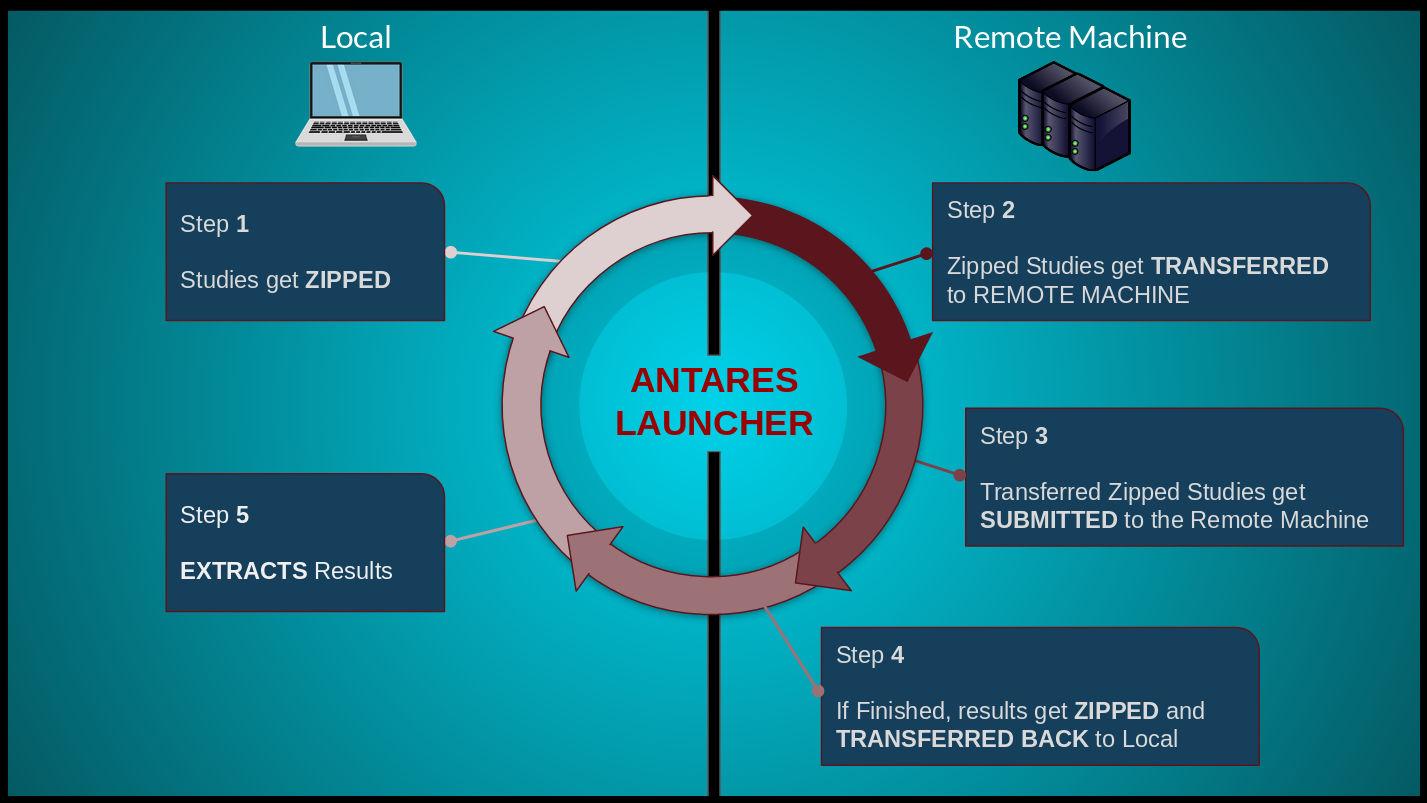 Local
Remote Machine
Step 1
Studies get ZIPPED
Step 2
Zipped Studies get TRANSFERRED
to REMOTE MACHINE
ANTARES
LAUNCHER
Step 3
Transferred Zipped Studies get
SUBMITTED to the Remote Machine
Step 4
If Finished, results get ZIPPED and
TRANSFERRED BACK to Local
Step 5
EXTRACTS Results